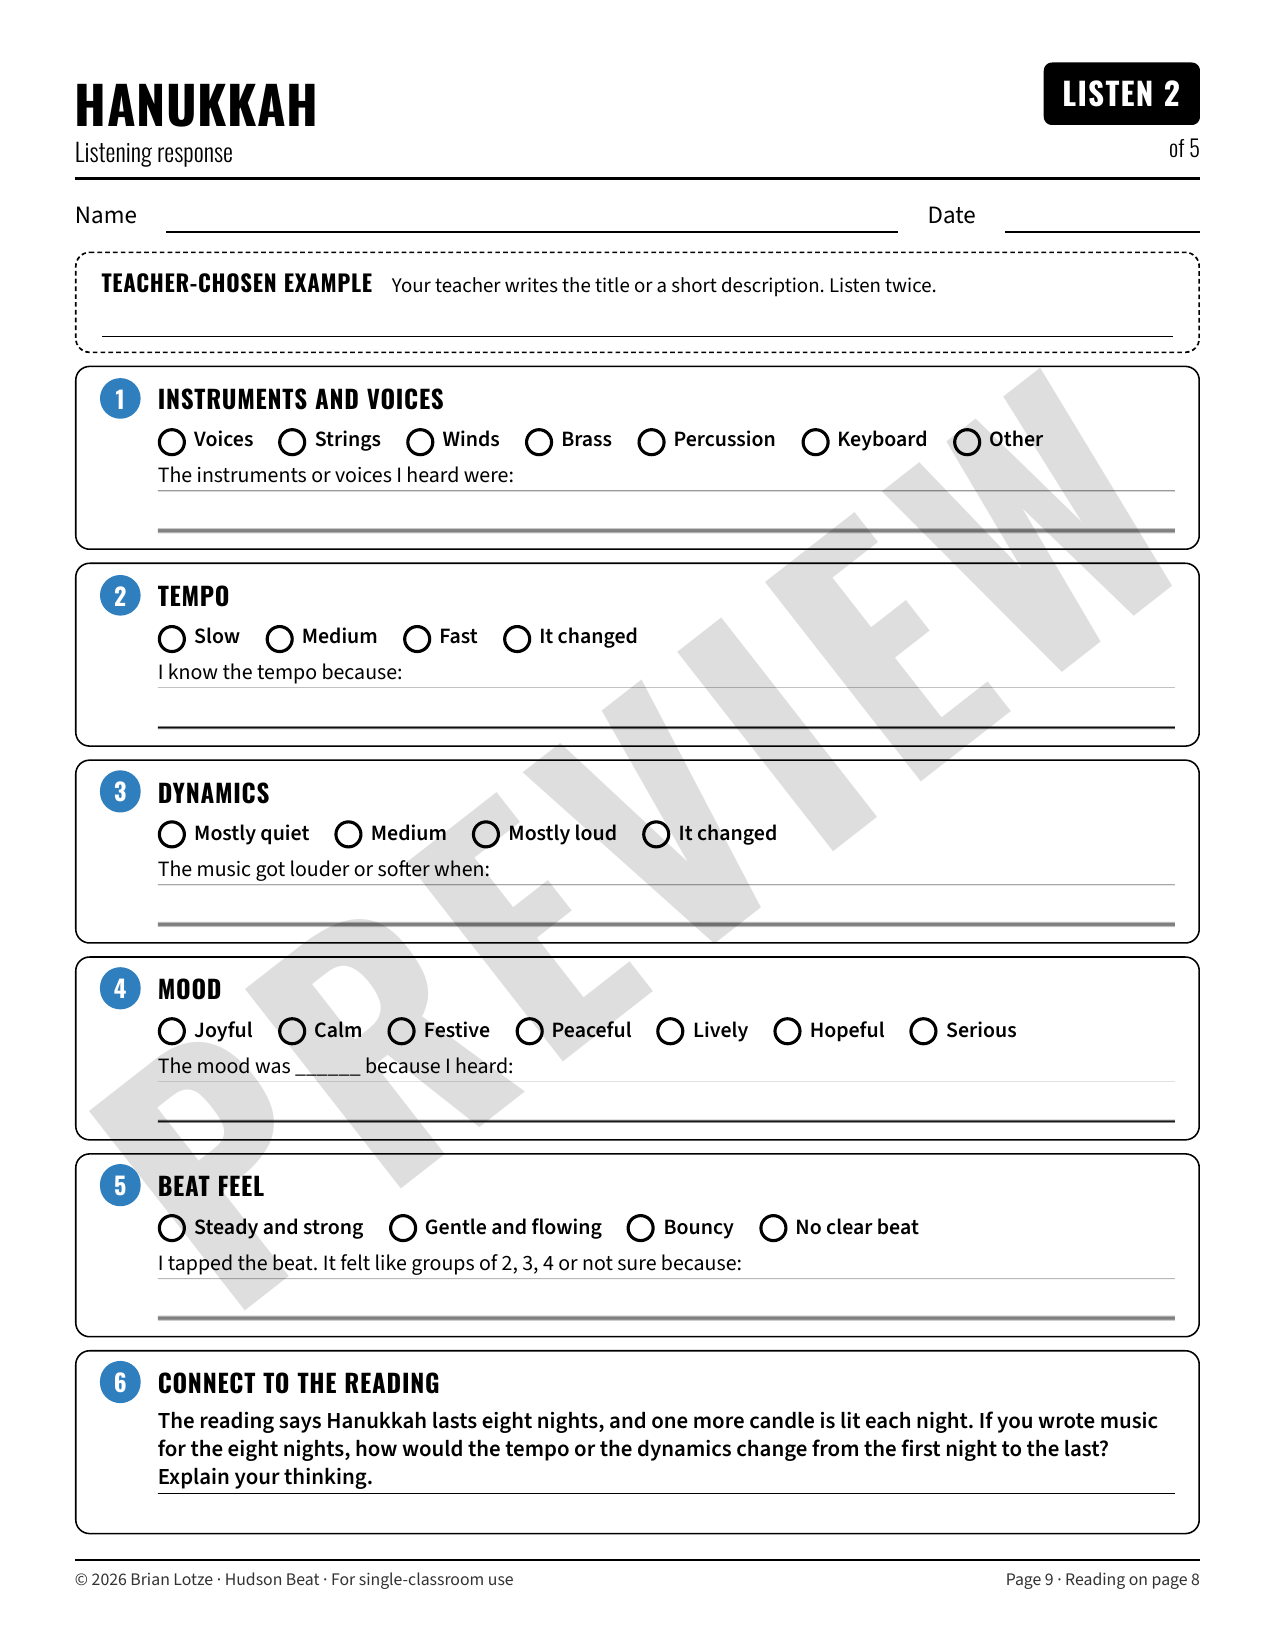 HANUKKAH
LISTEN 2
Listening response
of 5
Name
Date
TEACHER-CHOSEN EXAMPLE Your teacher writes the title or a short description. Listen twice.
1 INSTRUMENTS AND VOICES
Voices Strings Winds Brass Percussion Keyboard Other
The instruments or voices I heard were:
2 TEMPO
Slow Medium Fast It changed
I know the tempo because:
3 DYNAMICS
Mostly quiet Medium Mostly loud It changed
The music got louder or softer when:
4 MOOD
Joyful Calm Festive Peaceful Lively Hopeful Serious
The mood was ______ because I heard:
5 BEAT FEEL
Steady and strong Gentle and flowing Bouncy No clear beat
I tapped the beat. It felt like groups of 2, 3, 4 or not sure because:
6 CONNECT TO THE READING
The reading says Hanukkah lasts eight nights, and one more candle is lit each night. If you wrote music
for the eight nights, how would the tempo or the dynamics change from the first night to the last?
Explain your thinking.
© 2026 Brian Lotze · Hudson Beat · For single-classroom use
Page 9 · Reading on page 8
PREVIEW